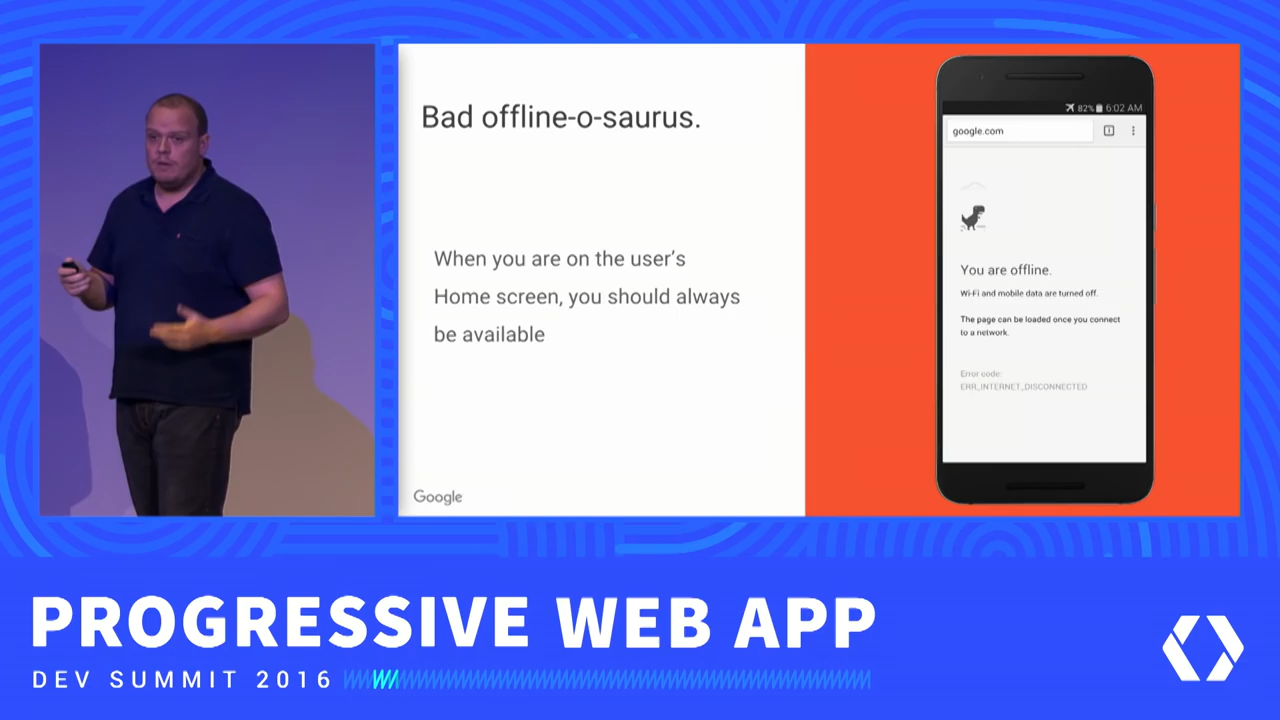 Bad offline-o-saurus.
When you are on the user's
Home screen, you should always
be available
Google
82% 6:02 AM
google.com
You are offline.
Wi-Fi and mobile data are turned off.
The page can be loaded once you connect
to a network.
Error code:
ERR_INTERNET_DISCONNECTED
PROGRESSIVE WEB APP
DEV SUMMIT 2016